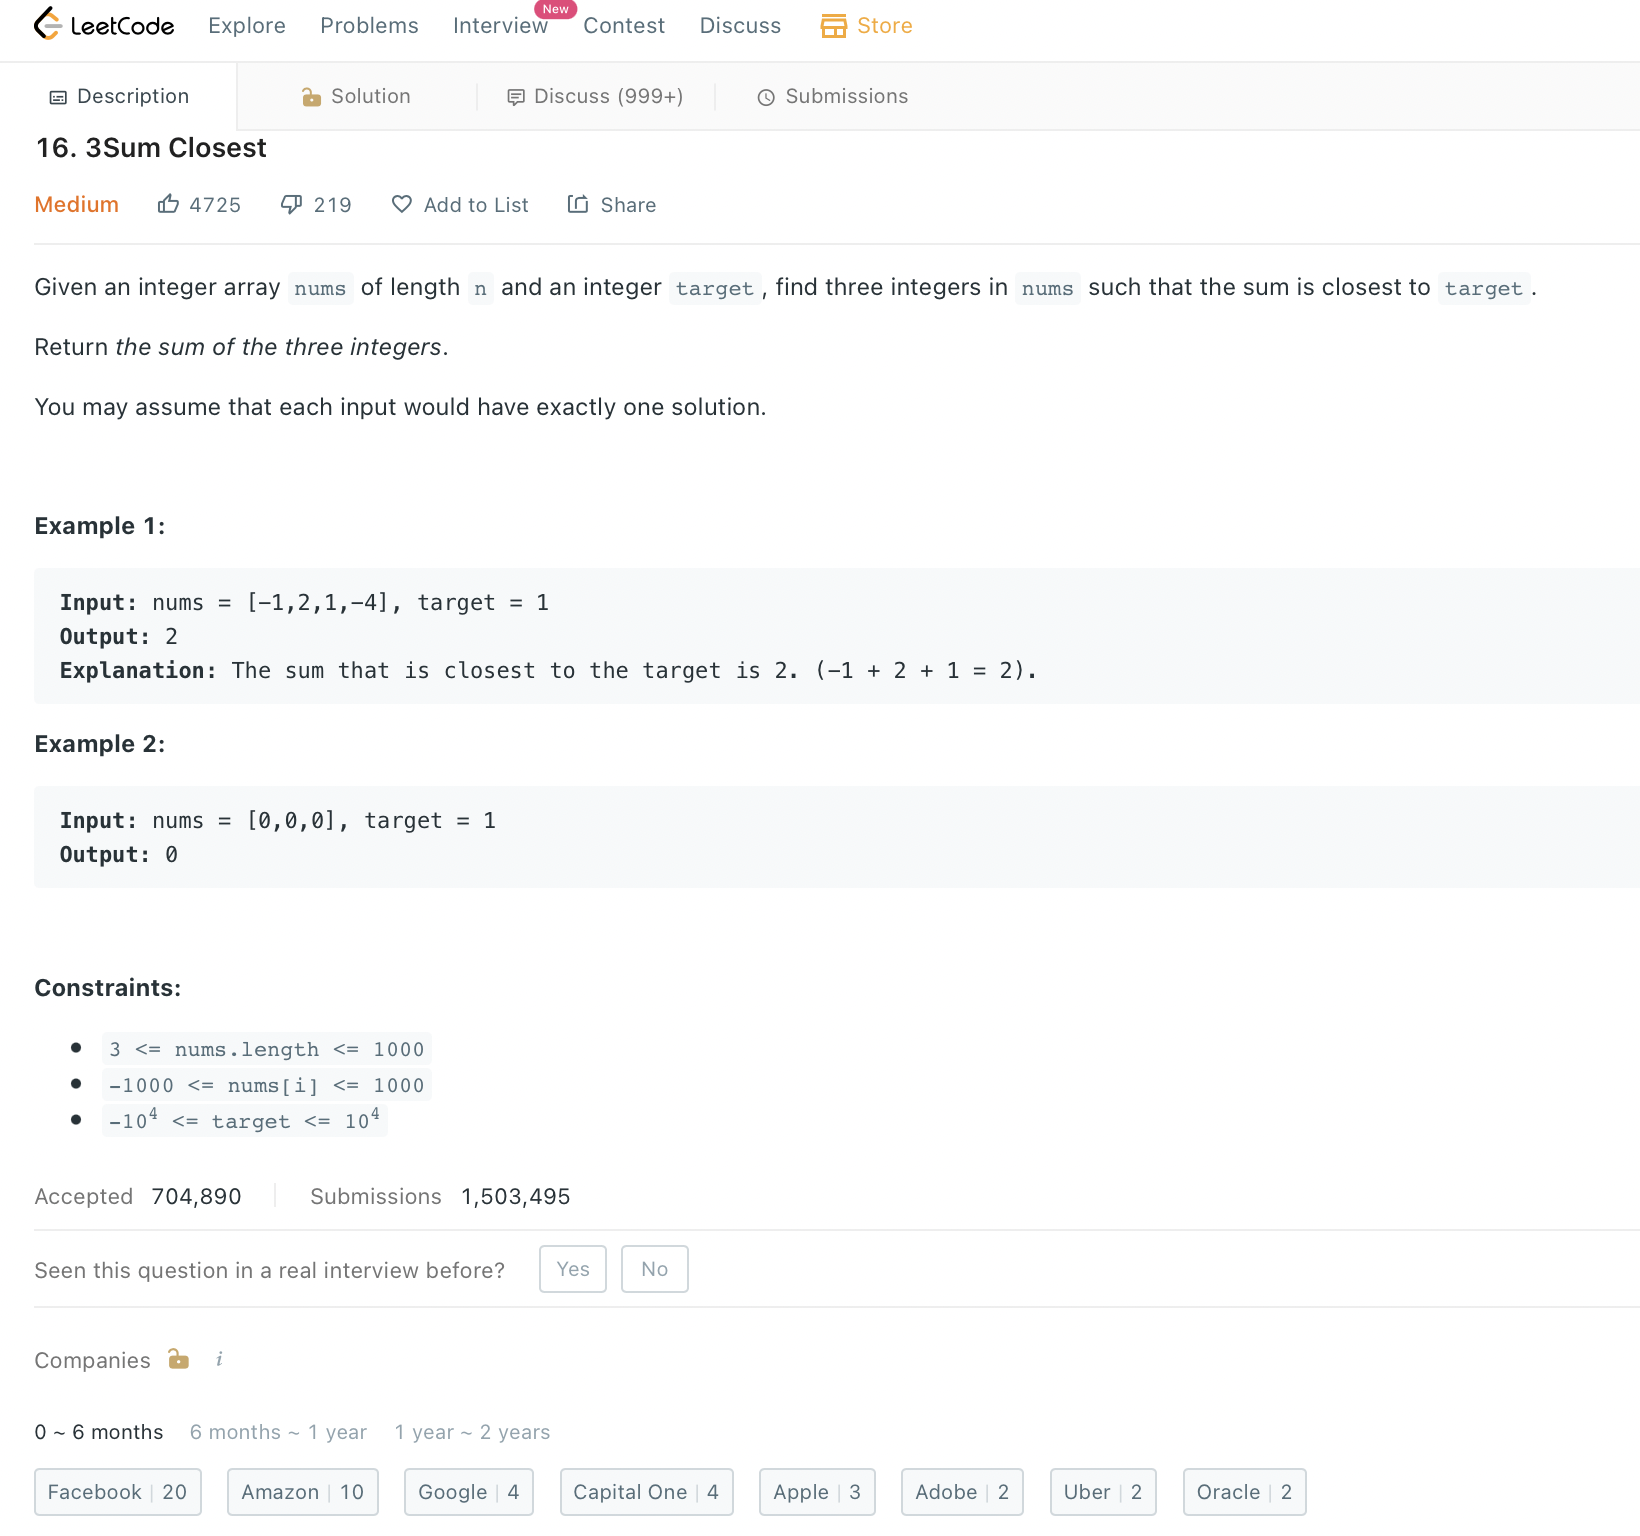 LeetCode Explore Problems Interview New Contest Discuss Store
Description Solution Discuss (999+) Submissions
16. 3Sum Closest
Medium 4725 219 Add to List Share
Given an integer array nums of length n and an integer target, find three integers in nums such that the sum is closest to target.
Return the sum of the three integers.
You may assume that each input would have exactly one solution.
Example 1:
Input: nums = [-1,2,1,-4], target = 1
Output: 2
Explanation: The sum that is closest to the target is 2. (-1 + 2 + 1 = 2).
Example 2:
Input: nums = [0,0,0], target = 1
Output: 0
Constraints:
• 3 <= nums.length <= 1000
• -1000 <= nums[i] <= 1000
• -10⁴ <= target <= 10⁴
Accepted 704,890 Submissions 1,503,495
Seen this question in a real interview before? Yes No
Companies i
0 ~ 6 months 6 months ~ 1 year 1 year ~ 2 years
Facebook | 20 Amazon | 10 Google | 4 Capital One | 4 Apple | 3 Adobe | 2 Uber | 2 Oracle | 2